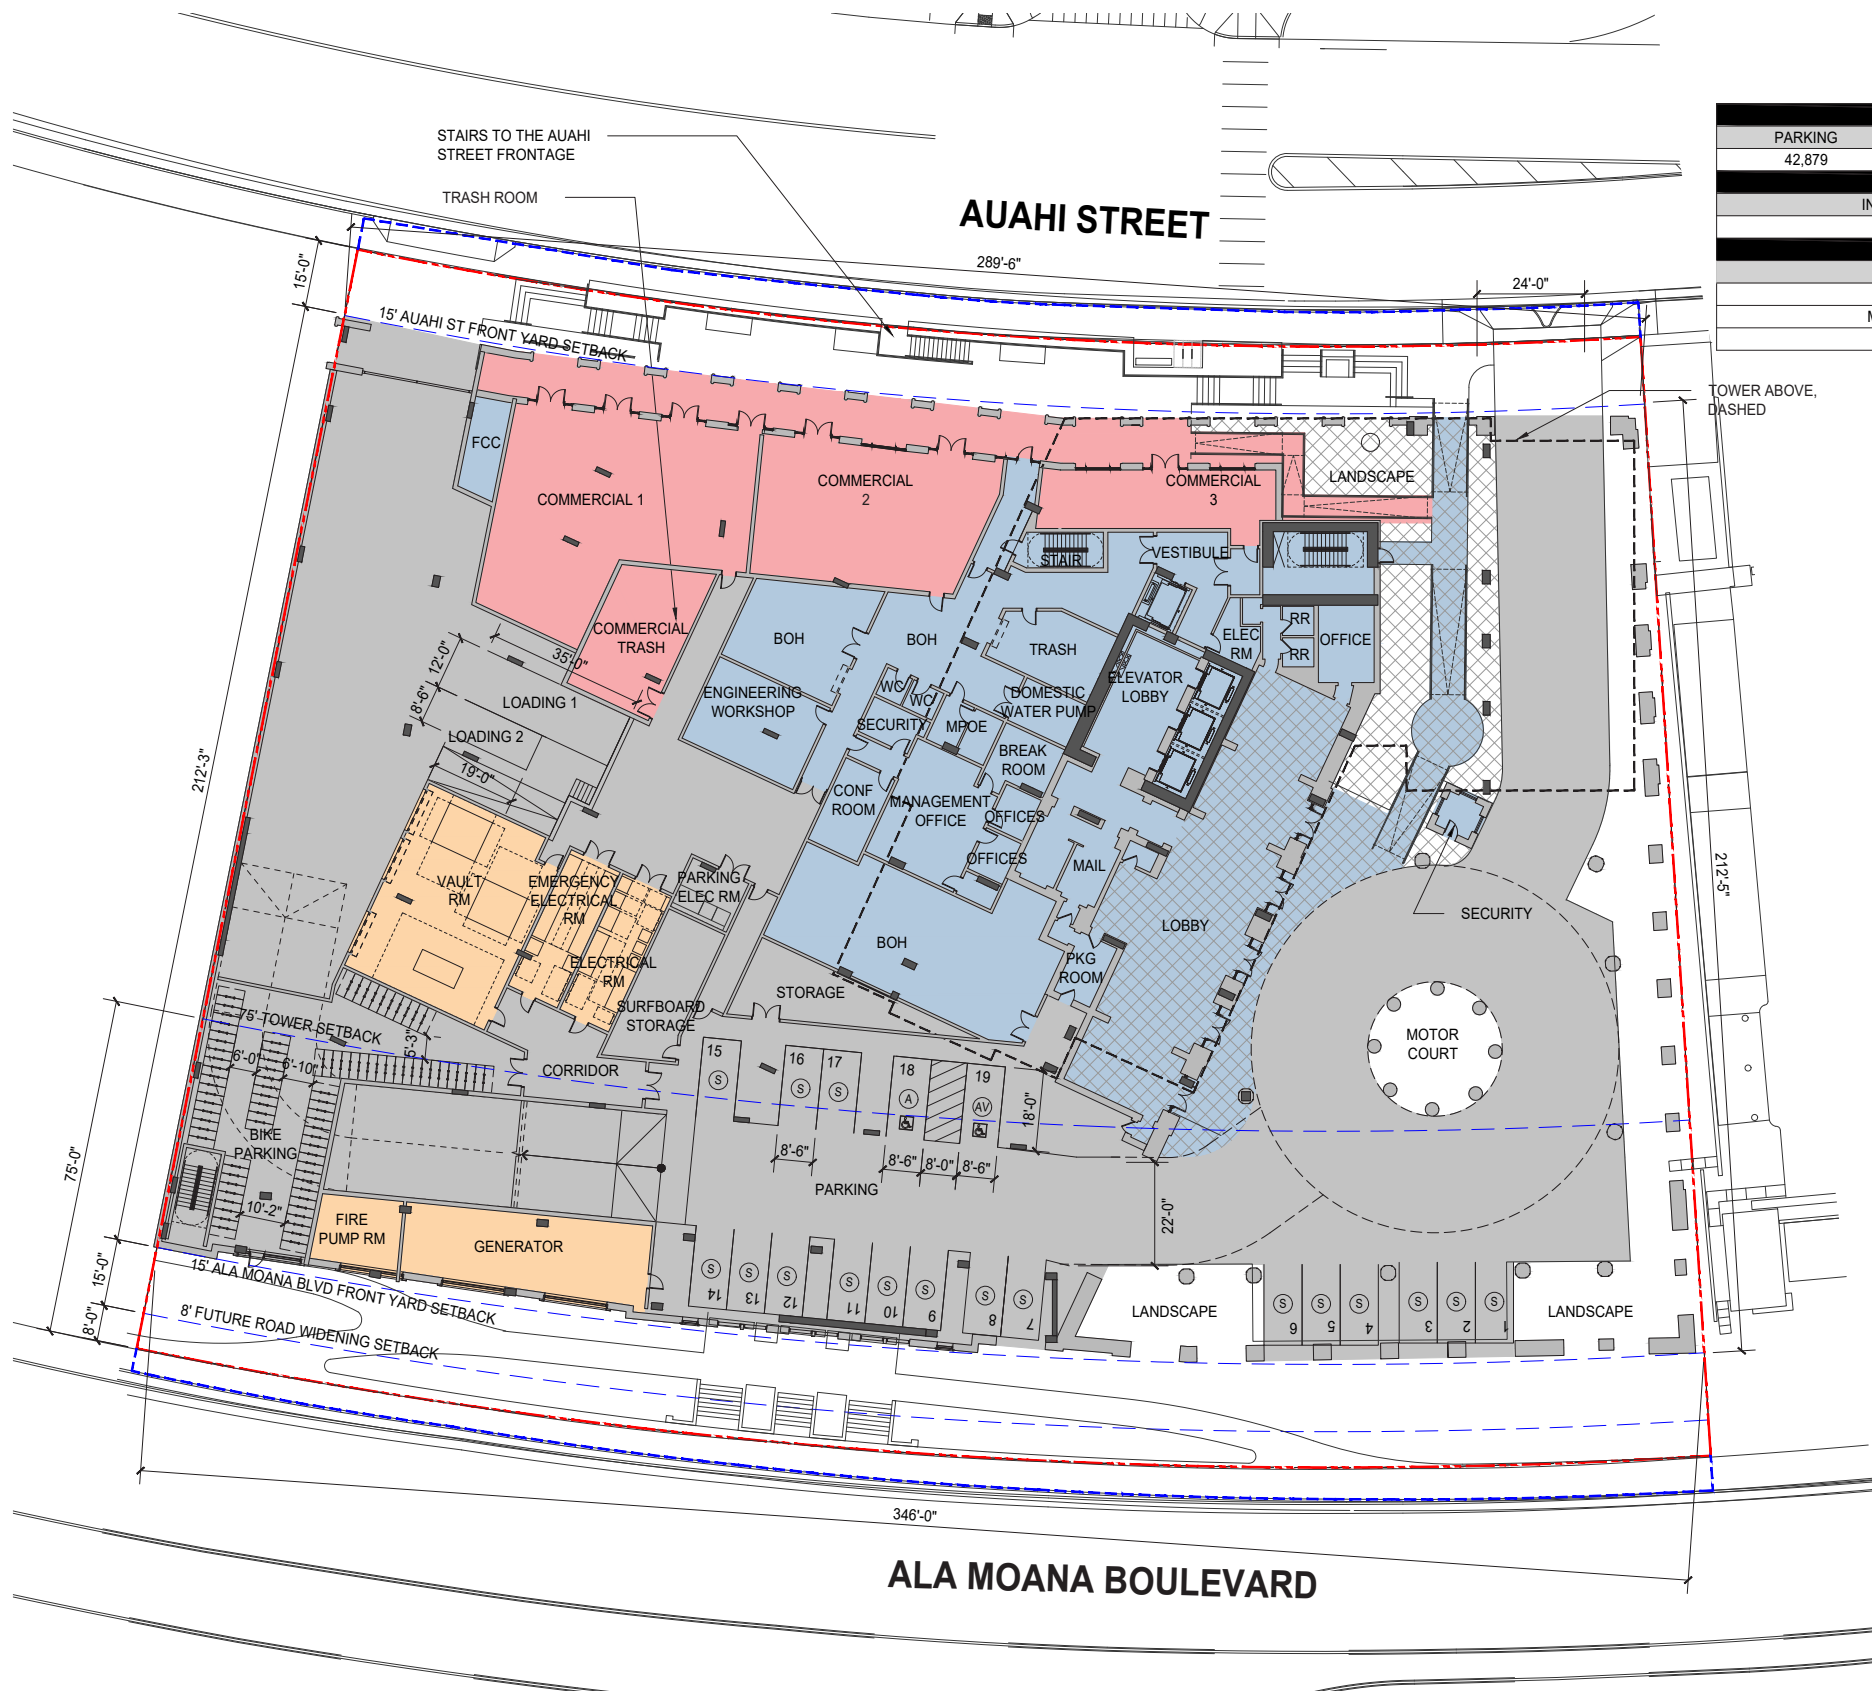 STAIRS TO THE AUAHI
STREET FRONTAGE
TRASH ROOM
AUAHI STREET
PARKING
42,879
289'-6"
24'-0"
15'-0"
15' AUAHI ST FRONT YARD SETBACK
TOWER ABOVE,
DASHED
FCC
COMMERCIAL 1
COMMERCIAL
2
COMMERCIAL
3
LANDSCAPE
STAIR
VESTIBULE
COMMERCIAL
TRASH
BOH
BOH
TRASH
ELEC
RM
RR
RR
OFFICE
35'-0"
12'-0"
8'-6"
LOADING 1
LOADING 2
19'-0"
ENGINEERING
WORKSHOP
WC
WC
SECURITY
MPOE
DOMESTIC
WATER PUMP
ELEVATOR
LOBBY
BREAK
ROOM
CONF
ROOM
MANAGEMENT
OFFICE
OFFICES
OFFICES
MAIL
212'-3"
212'-5"
VAULT
RM
EMERGENCY
ELECTRICAL
RM
PARKING
ELEC RM
ELECTRICAL
RM
BOH
LOBBY
SECURITY
PKG
ROOM
STORAGE
SURFBOARD
STORAGE
MOTOR
COURT
75' TOWER SETBACK
5'-3"
6'-0"
6'-10"
CORRIDOR
15
S
16
S
17
S
18
A
19
AV
18'-0"
BIKE
PARKING
75'-0"
8'-6"
8'-6"
8'-0"
8'-6"
PARKING
10'-2"
22'-0"
FIRE
PUMP RM
GENERATOR
15'-0"
8'-0"
15' ALA MOANA BLVD FRONT YARD SETBACK
8' FUTURE ROAD WIDENING SETBACK
S
14
S
13
S
12
S
11
S
10
S
9
S
8
S
7
LANDSCAPE
S
6
S
5
S
4
S
3
S
2
S
1
LANDSCAPE
346'-0"
ALA MOANA BOULEVARD